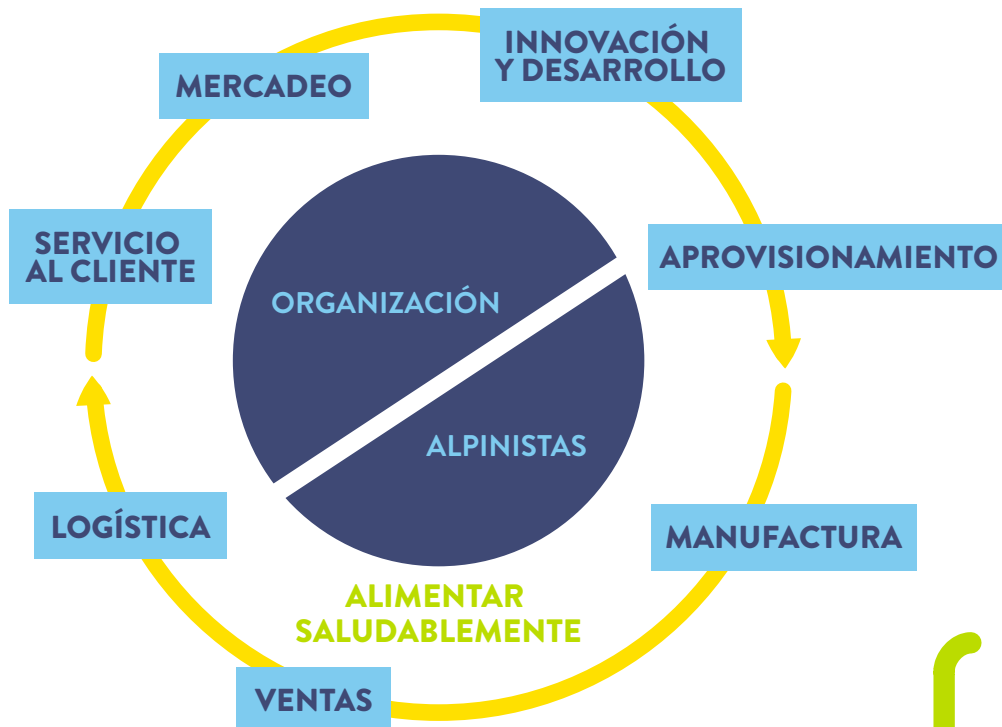 INNOVACIÓN
Y DESARROLLO
MERCADEO
SERVICIO
AL CLIENTE
APROVISIONAMIENTO
ORGANIZACIÓN
ALPINISTAS
LOGÍSTICA
MANUFACTURA
ALIMENTAR
SALUDABLEMENTE
VENTAS